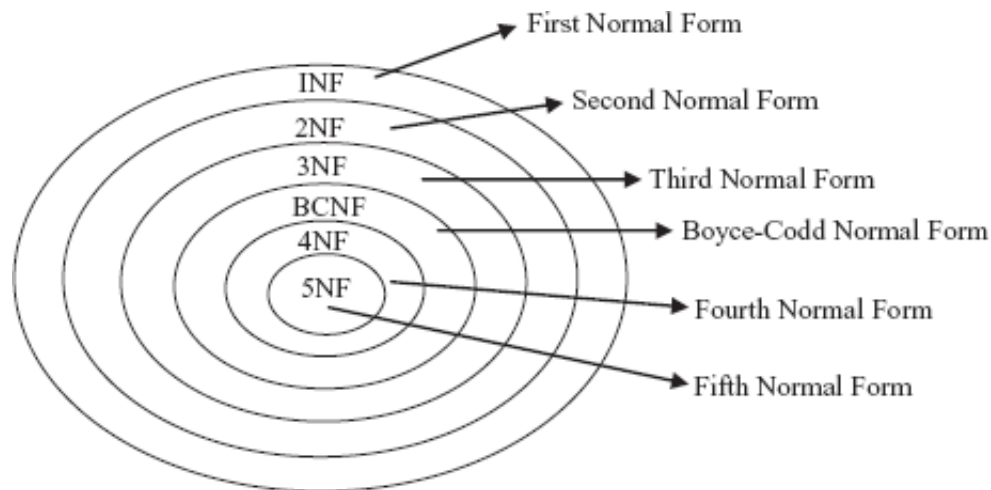 First Normal Form
INF
Second Normal Form
2NF
3NF
Third Normal Form
BCNF
Boyce-Codd Normal Form
4NF
5NF
Fourth Normal Form
Fifth Normal Form